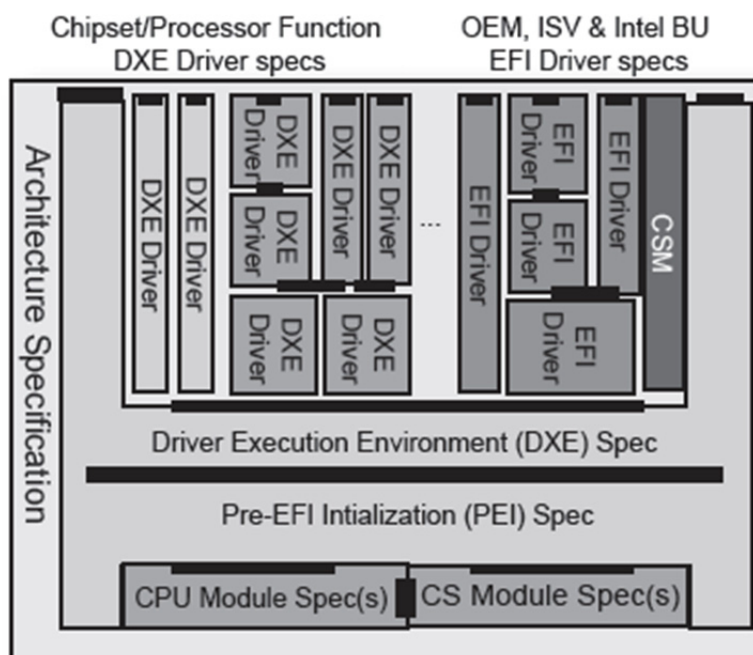 Chipset/Processor Function
DXE Driver specs
OEM, ISV & Intel BU
EFI Driver specs
Architecture Specification
DXE Driver
DXE Driver
DXE
Driver
DXE Driver
DXE Driver
DXE
Driver
DXE
Driver
DXE
Driver
...
EFI Driver
EFI
Driver
EFI Driver
EFI
Driver
EFI
Driver
CSM
Driver Execution Environment (DXE) Spec
Pre-EFI Intialization (PEI) Spec
CPU Module Spec(s)
CS Module Spec(s)